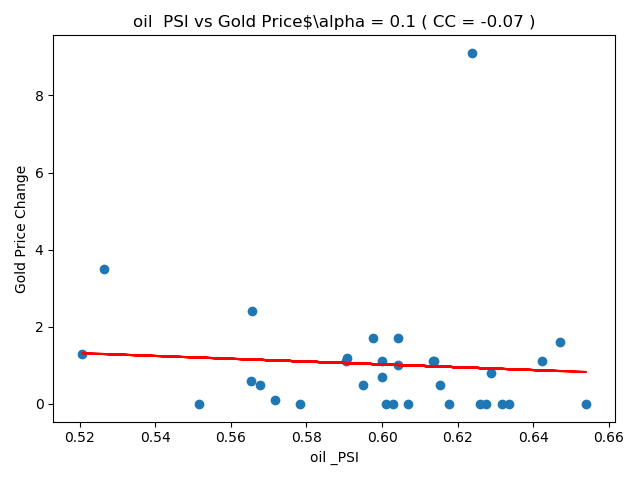 oil  PSI vs Gold Price$\alpha = 0.1 ( CC = -0.07 )
Gold Price Change
8
6
4
2
0
0.52 0.54 0.56 0.58 0.60 0.62 0.64 0.66
oil _PSI